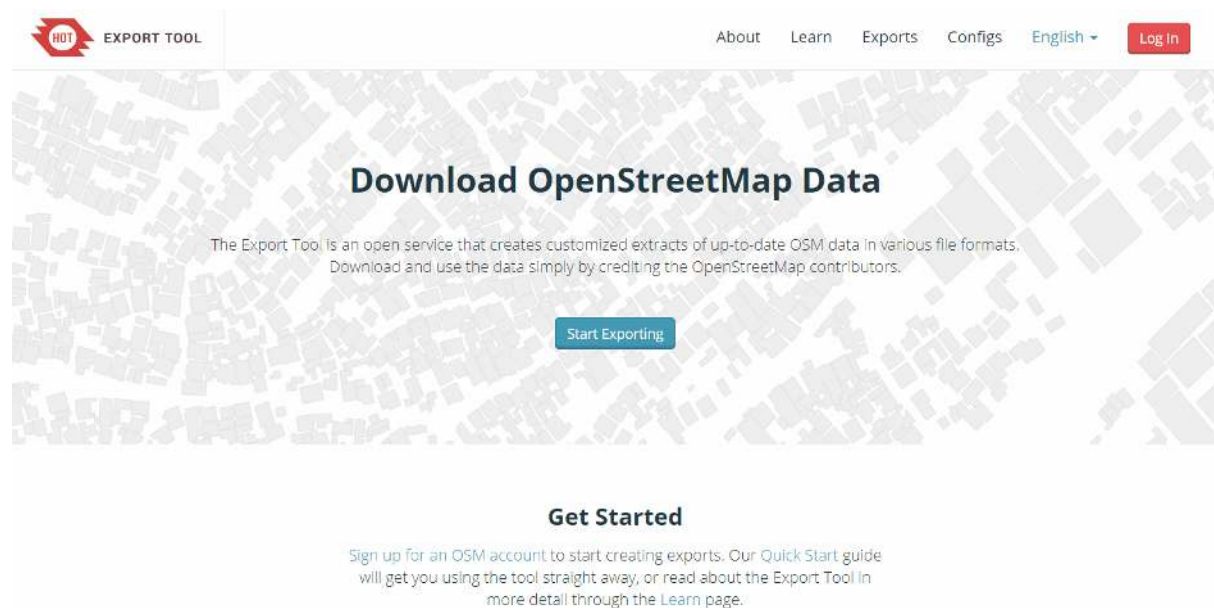 HOT EXPORT TOOL About Learn Exports Configs English Log In
Download OpenStreetMap Data
The Export Tool is an open service that creates customized extracts of up-to-date OSM data in various file formats.
Download and use the data simply by crediting the OpenStreetMap contributors.
Start Exporting
Get Started
Sign up for an OSM account to start creating exports. Our Quick Start guide
will get you using the tool straight away, or read about the Export Tool in
more detail through the Learn page.